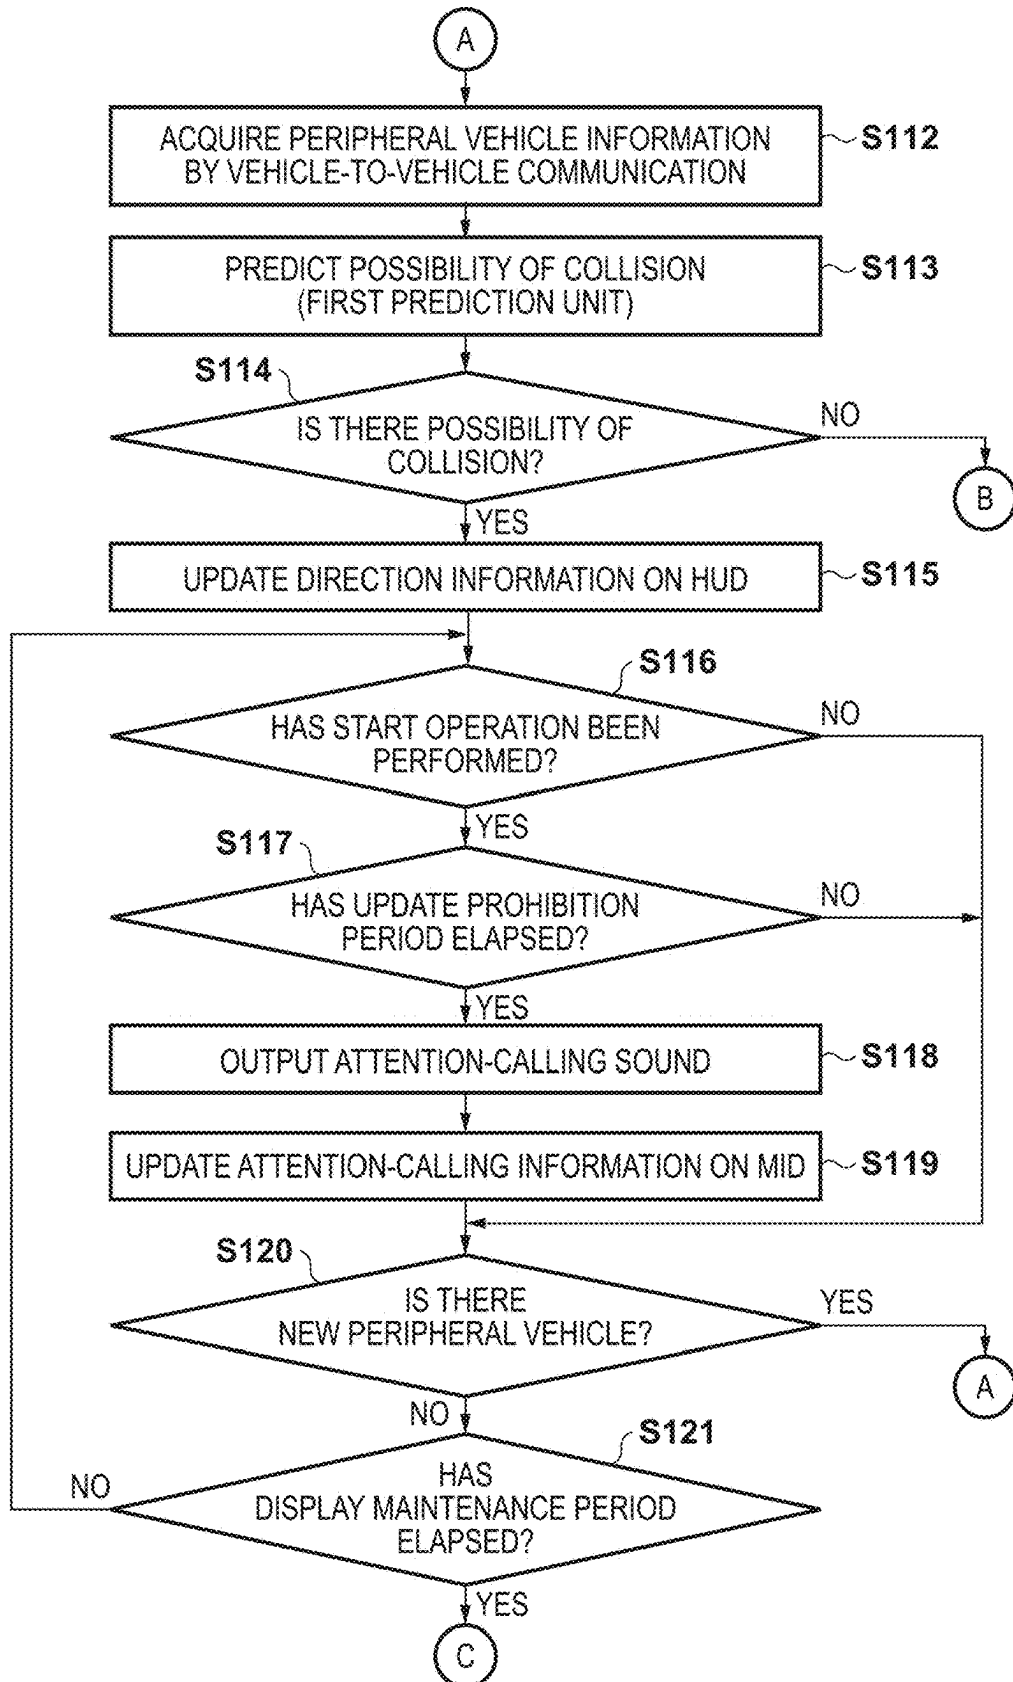 A
ACQUIRE PERIPHERAL VEHICLE INFORMATION
BY VEHICLE-TO-VEHICLE COMMUNICATION
S112
PREDICT POSSIBILITY OF COLLISION
(FIRST PREDICTION UNIT)
S113
S114
IS THERE POSSIBILITY OF
COLLISION?
NO
B
YES
UPDATE DIRECTION INFORMATION ON HUD
S115
S116
HAS START OPERATION BEEN
PERFORMED?
NO
YES
S117
HAS UPDATE PROHIBITION
PERIOD ELAPSED?
NO
YES
OUTPUT ATTENTION-CALLING SOUND
S118
UPDATE ATTENTION-CALLING INFORMATION ON MID
S119
S120
IS THERE
NEW PERIPHERAL VEHICLE?
YES
A
NO
S121
HAS
DISPLAY MAINTENANCE PERIOD
ELAPSED?
NO
YES
C